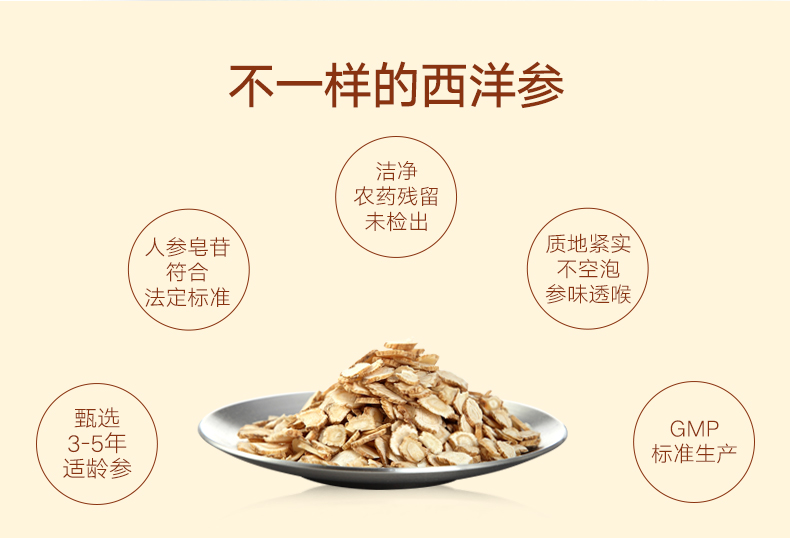 不一样的西洋参
洁净
农药残留
未检出
人参皂苷
符合
法定标准
质地紧实
不空泡
参味透喉
甄选
3-5年
适龄参
GMP
标准生产